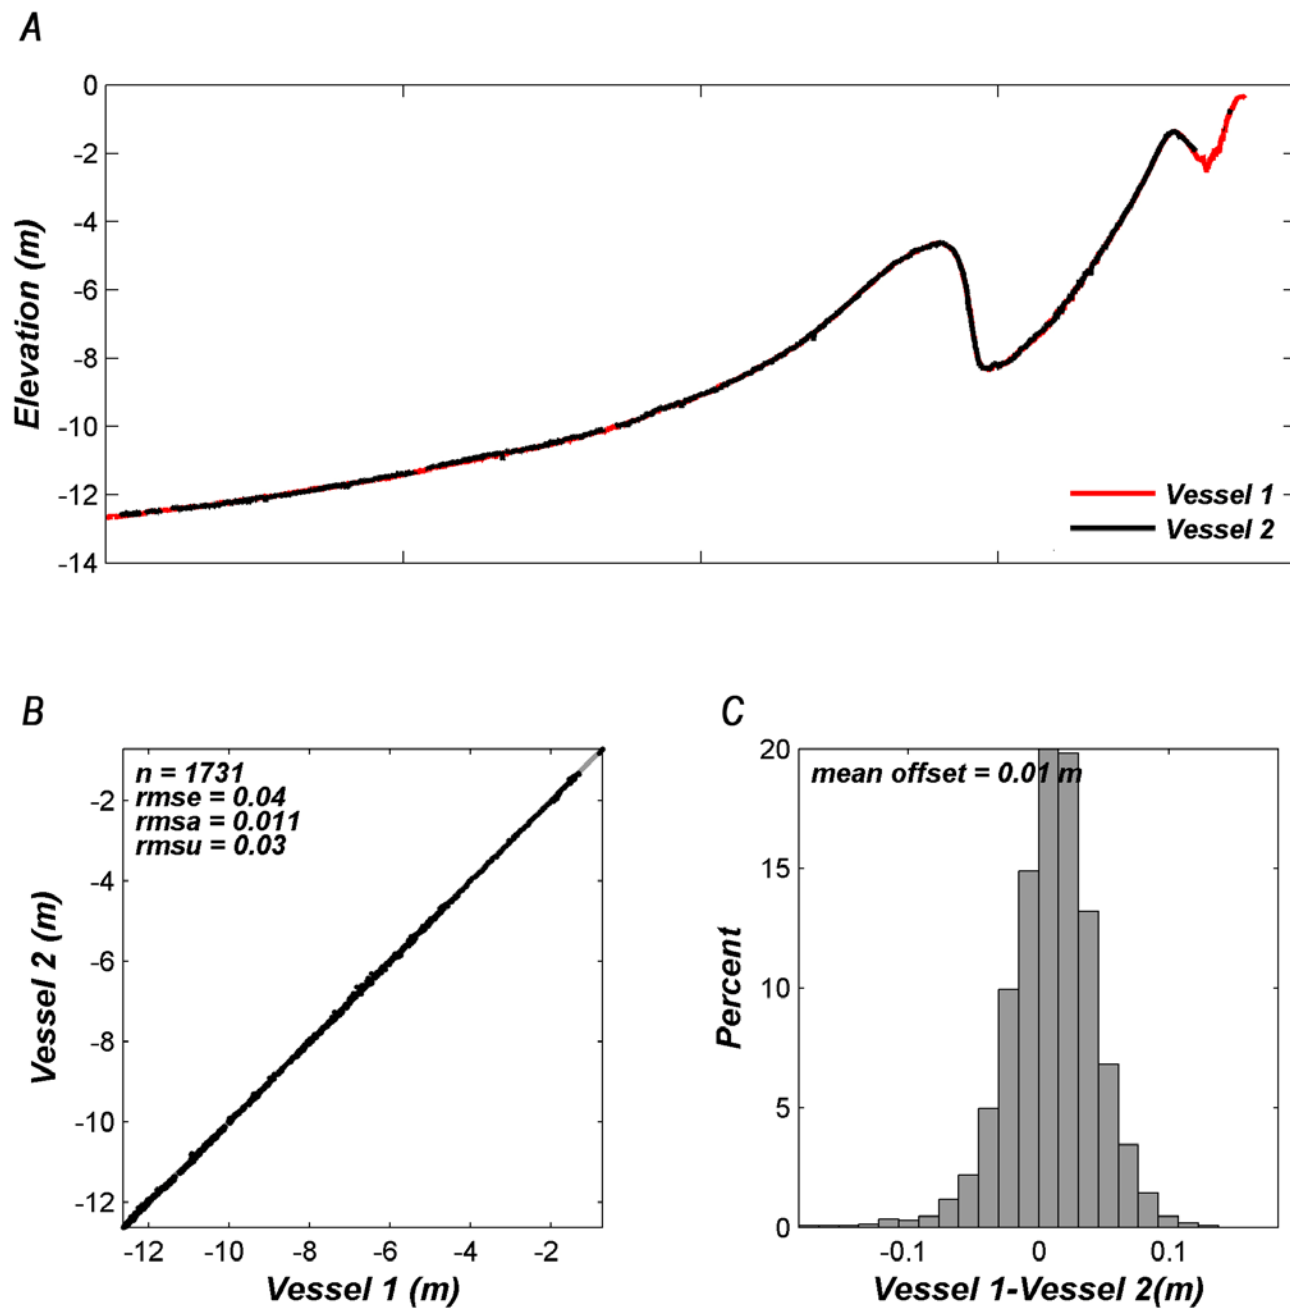 A
0
-2
-4
-6
-8
-10
-12
-14
Elevation (m)
Vessel 1
Vessel 2
B
n = 1731
rmse = 0.04
rmsa = 0.011
rmsu = 0.03
-2
-4
-6
-8
-10
-12
Vessel 2 (m)
-12 -10 -8 -6 -4 -2
Vessel 1 (m)
C
mean offset = 0.01 m
20
15
10
5
0
Percent
-0.1 0 0.1
Vessel 1-Vessel 2(m)